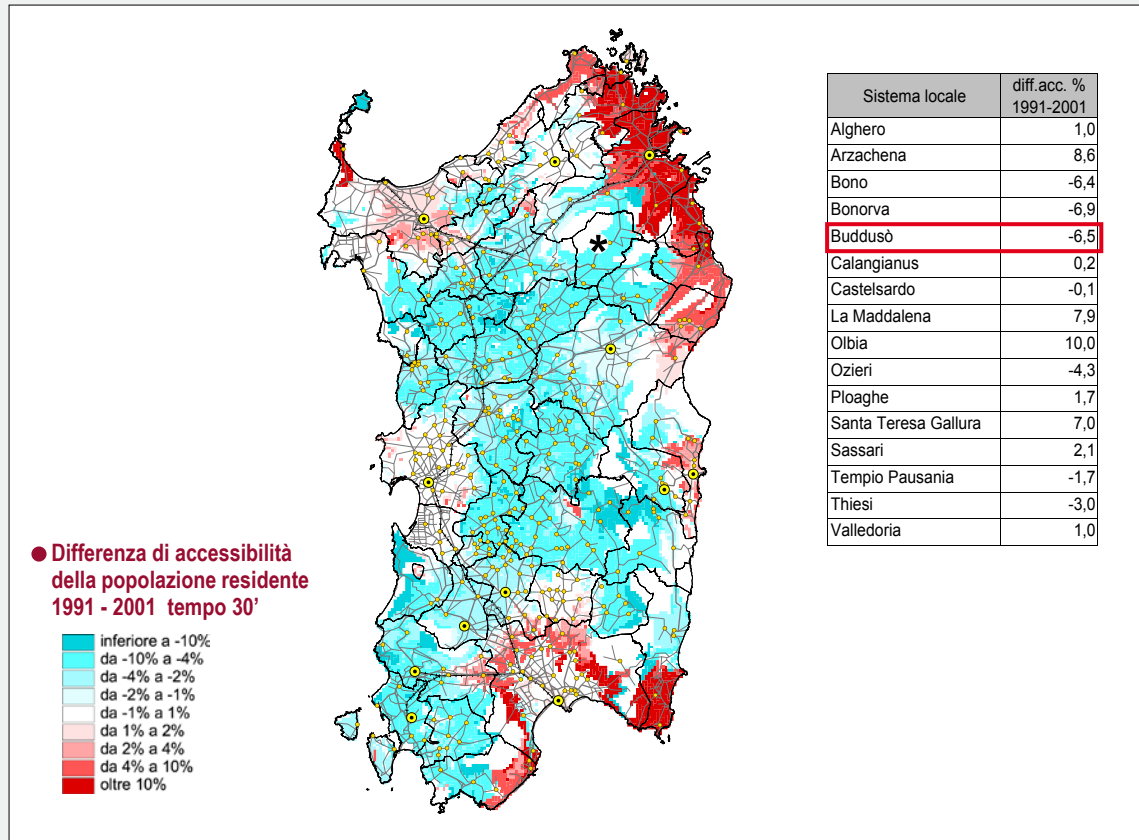 Sistema locale diff.acc. % 1991-2001
Alghero 1,0
Arzachena 8,6
Bono -6,4
Bonorva -6,9
Buddusò -6,5
Calangianus 0,2
Castelsardo -0,1
La Maddalena 7,9
Olbia 10,0
Ozieri -4,3
Ploaghe 1,7
Santa Teresa Gallura 7,0
Sassari 2,1
Tempio Pausania -1,7
Thiesi -3,0
Valledoria 1,0
*
Differenza di accessibilità
della popolazione residente
1991 - 2001 tempo 30’
inferiore a -10%
da -10% a -4%
da -4% a -2%
da -2% a -1%
da -1% a 1%
da 1% a 2%
da 2% a 4%
da 4% a 10%
oltre 10%